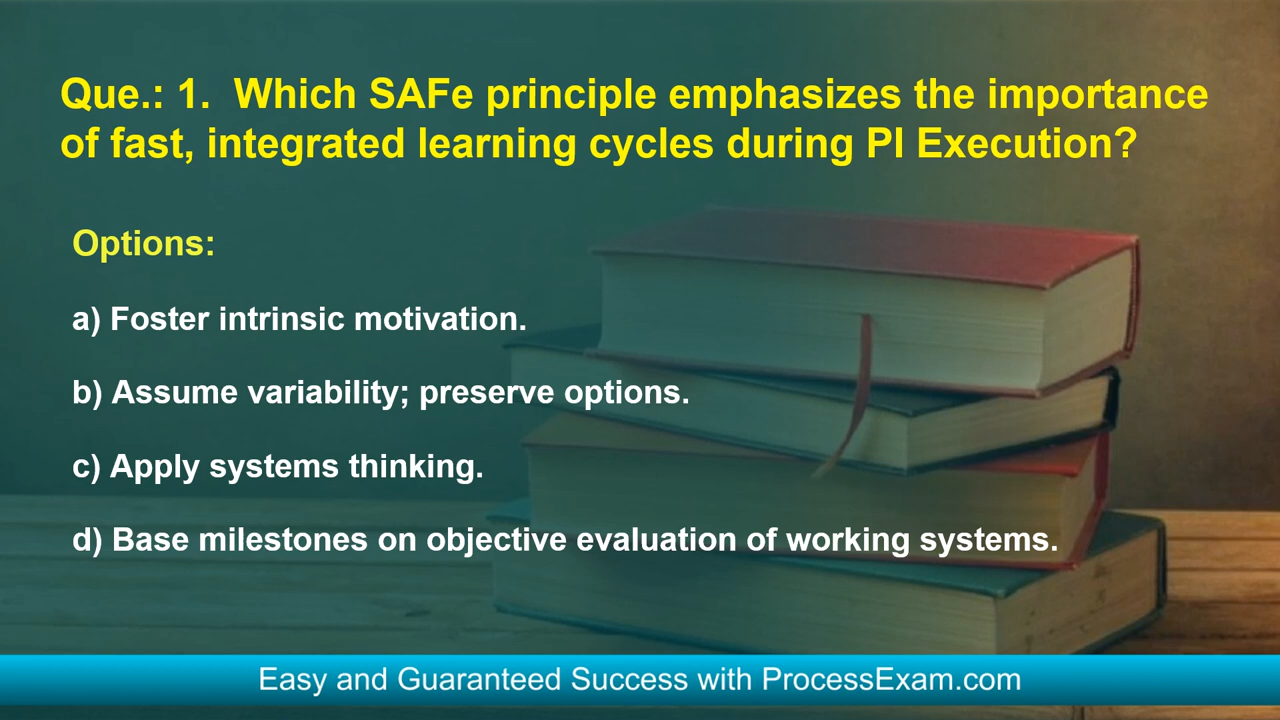 Que.: 1. Which SAFe principle emphasizes the importance
of fast, integrated learning cycles during PI Execution?
Options:
a) Foster intrinsic motivation.
b) Assume variability; preserve options.
c) Apply systems thinking.
d) Base milestones on objective evaluation of working systems.
Easy and Guaranteed Success with ProcessExam.com